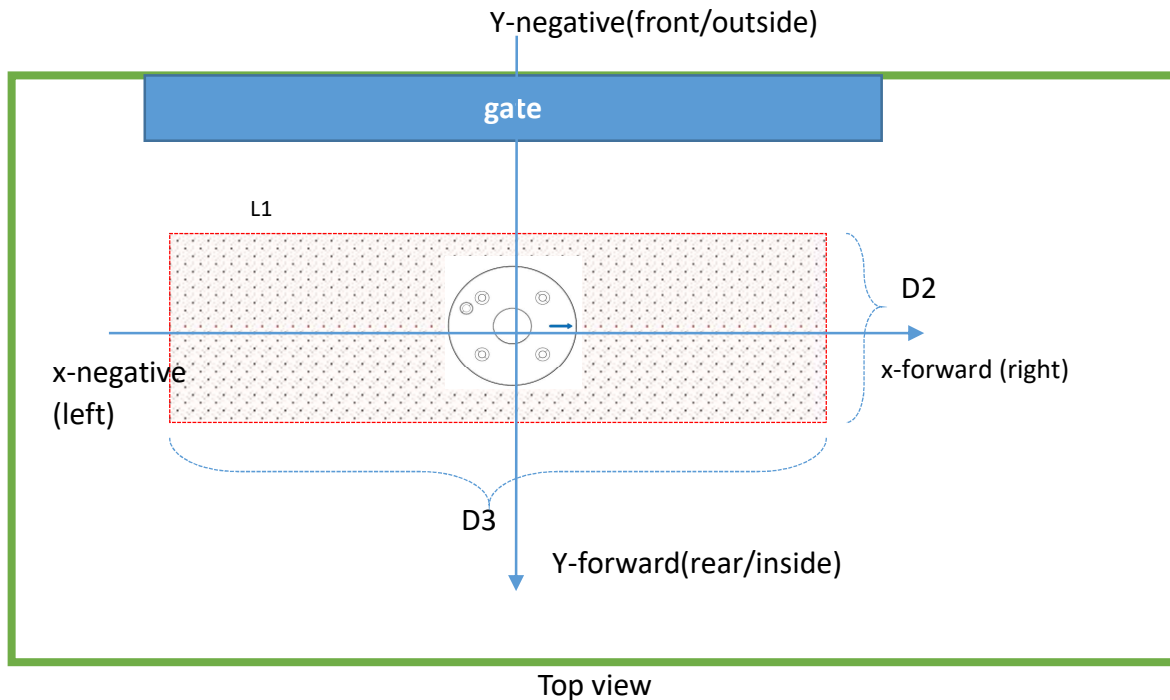 Y-negative(front/outside)
gate
L1
D2
x-negative
(left)
x-forward (right)
D3
Y-forward(rear/inside)
Top view